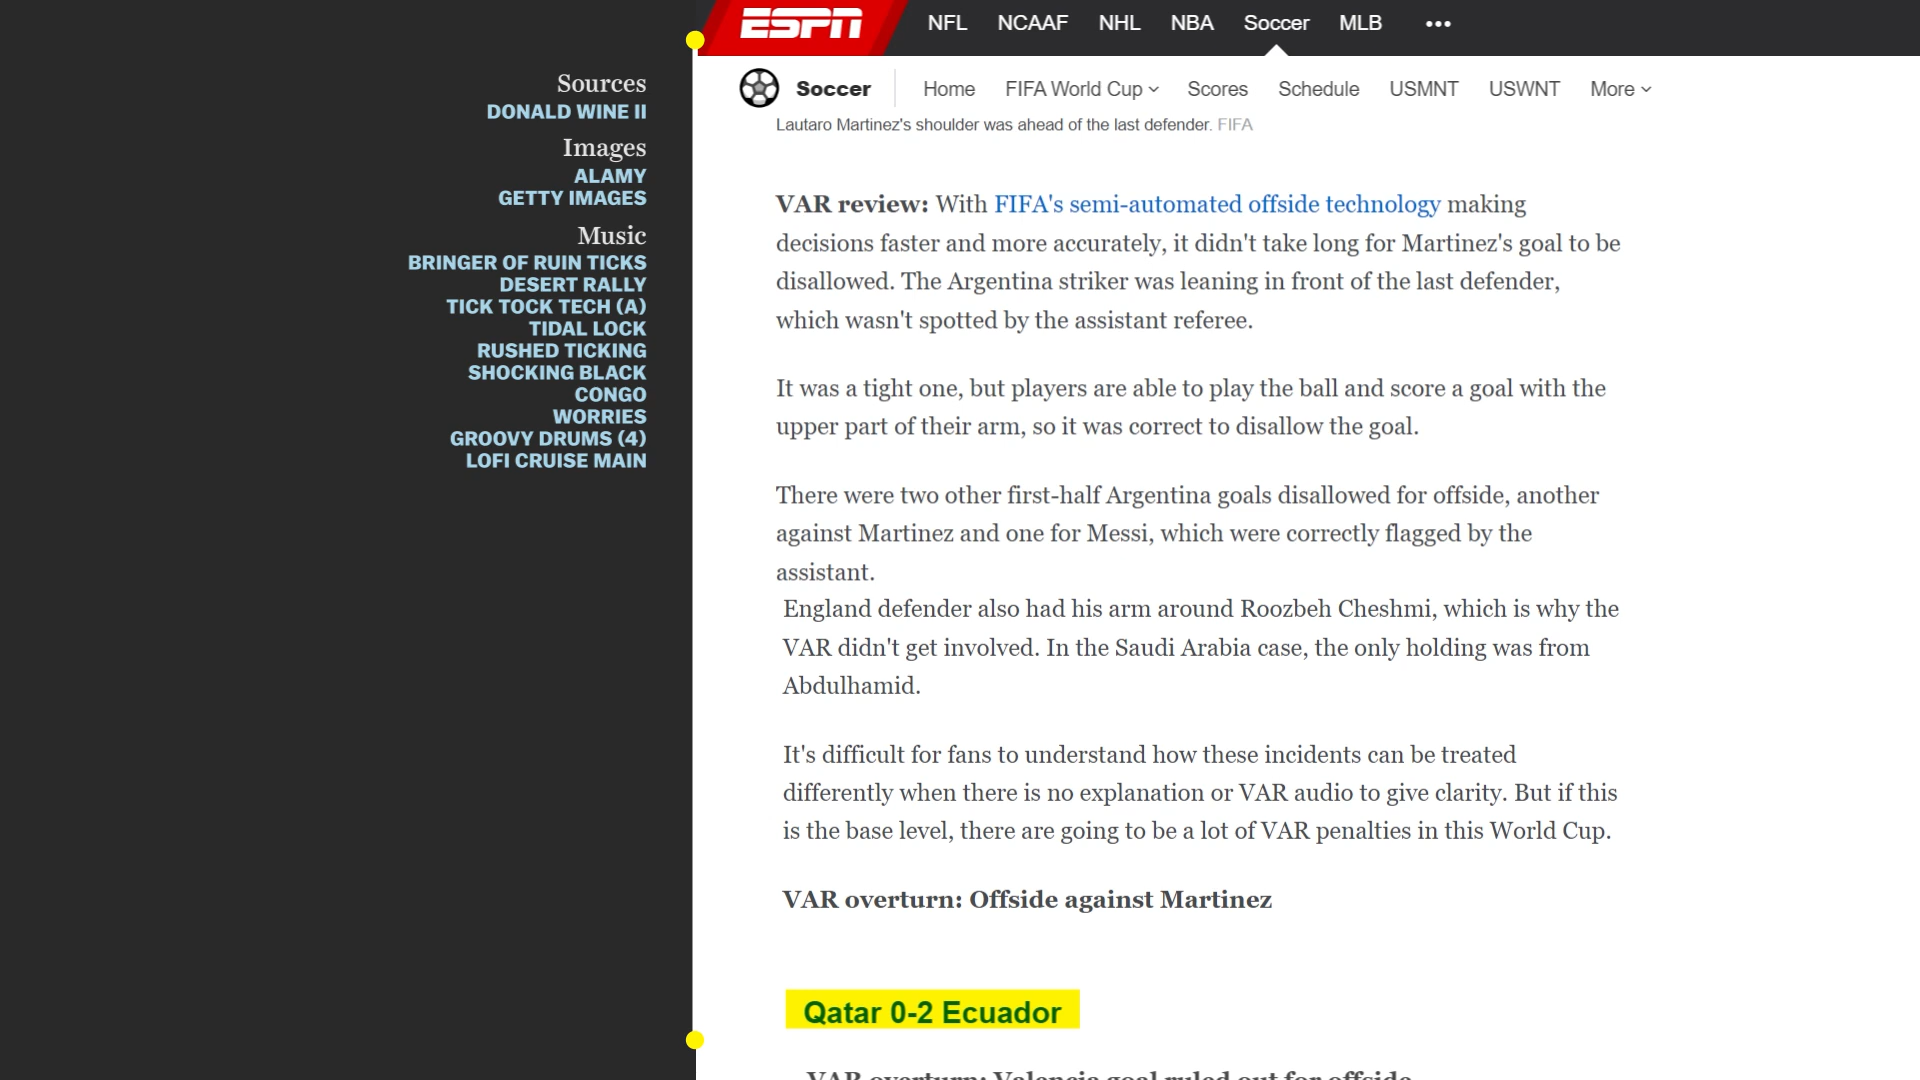 Sources
DONALD WINE II
Images
ALAMY
GETTY IMAGES
Music
BRINGER OF RUIN TICKS
DESERT RALLY
TICK TOCK TECH (A)
TIDAL LOCK
RUSHED TICKING
SHOCKING BLACK
CONGO
WORRIES
GROOVY DRUMS (4)
LOFI CRUISE MAIN
ESPN NFL NCAAF NHL NBA Soccer MLB •••
Soccer Home FIFA World Cup Scores Schedule USMNT USWNT More
Lautaro Martinez's shoulder was ahead of the last defender. FIFA
VAR review: With FIFA's semi-automated offside technology making
decisions faster and more accurately, it didn't take long for Martinez's goal to be
disallowed. The Argentina striker was leaning in front of the last defender,
which wasn't spotted by the assistant referee.
It was a tight one, but players are able to play the ball and score a goal with the
upper part of their arm, so it was correct to disallow the goal.
There were two other first-half Argentina goals disallowed for offside, another
against Martinez and one for Messi, which were correctly flagged by the
assistant.
England defender also had his arm around Roozbeh Cheshmi, which is why the
VAR didn't get involved. In the Saudi Arabia case, the only holding was from
Abdulhamid.
It's difficult for fans to understand how these incidents can be treated
differently when there is no explanation or VAR audio to give clarity. But if this
is the base level, there are going to be a lot of VAR penalties in this World Cup.
VAR overturn: Offside against Martinez
Qatar 0-2 Ecuador
VAR overturn: Valencia goal ruled out for offside